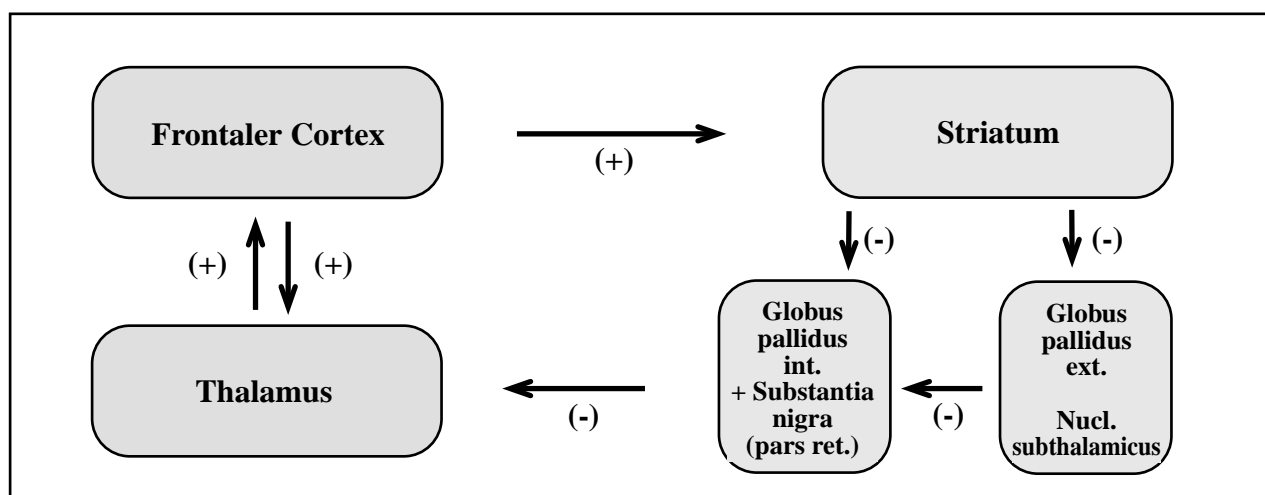 Frontaler Cortex
(+)
Striatum
(+)
(+)
(-)
(-)
Thalamus
(-)
Globus
pallidus
int.
+ Substantia
nigra
(pars ret.)
(-)
Globus
pallidus
ext.
Nucl.
subthalamicus